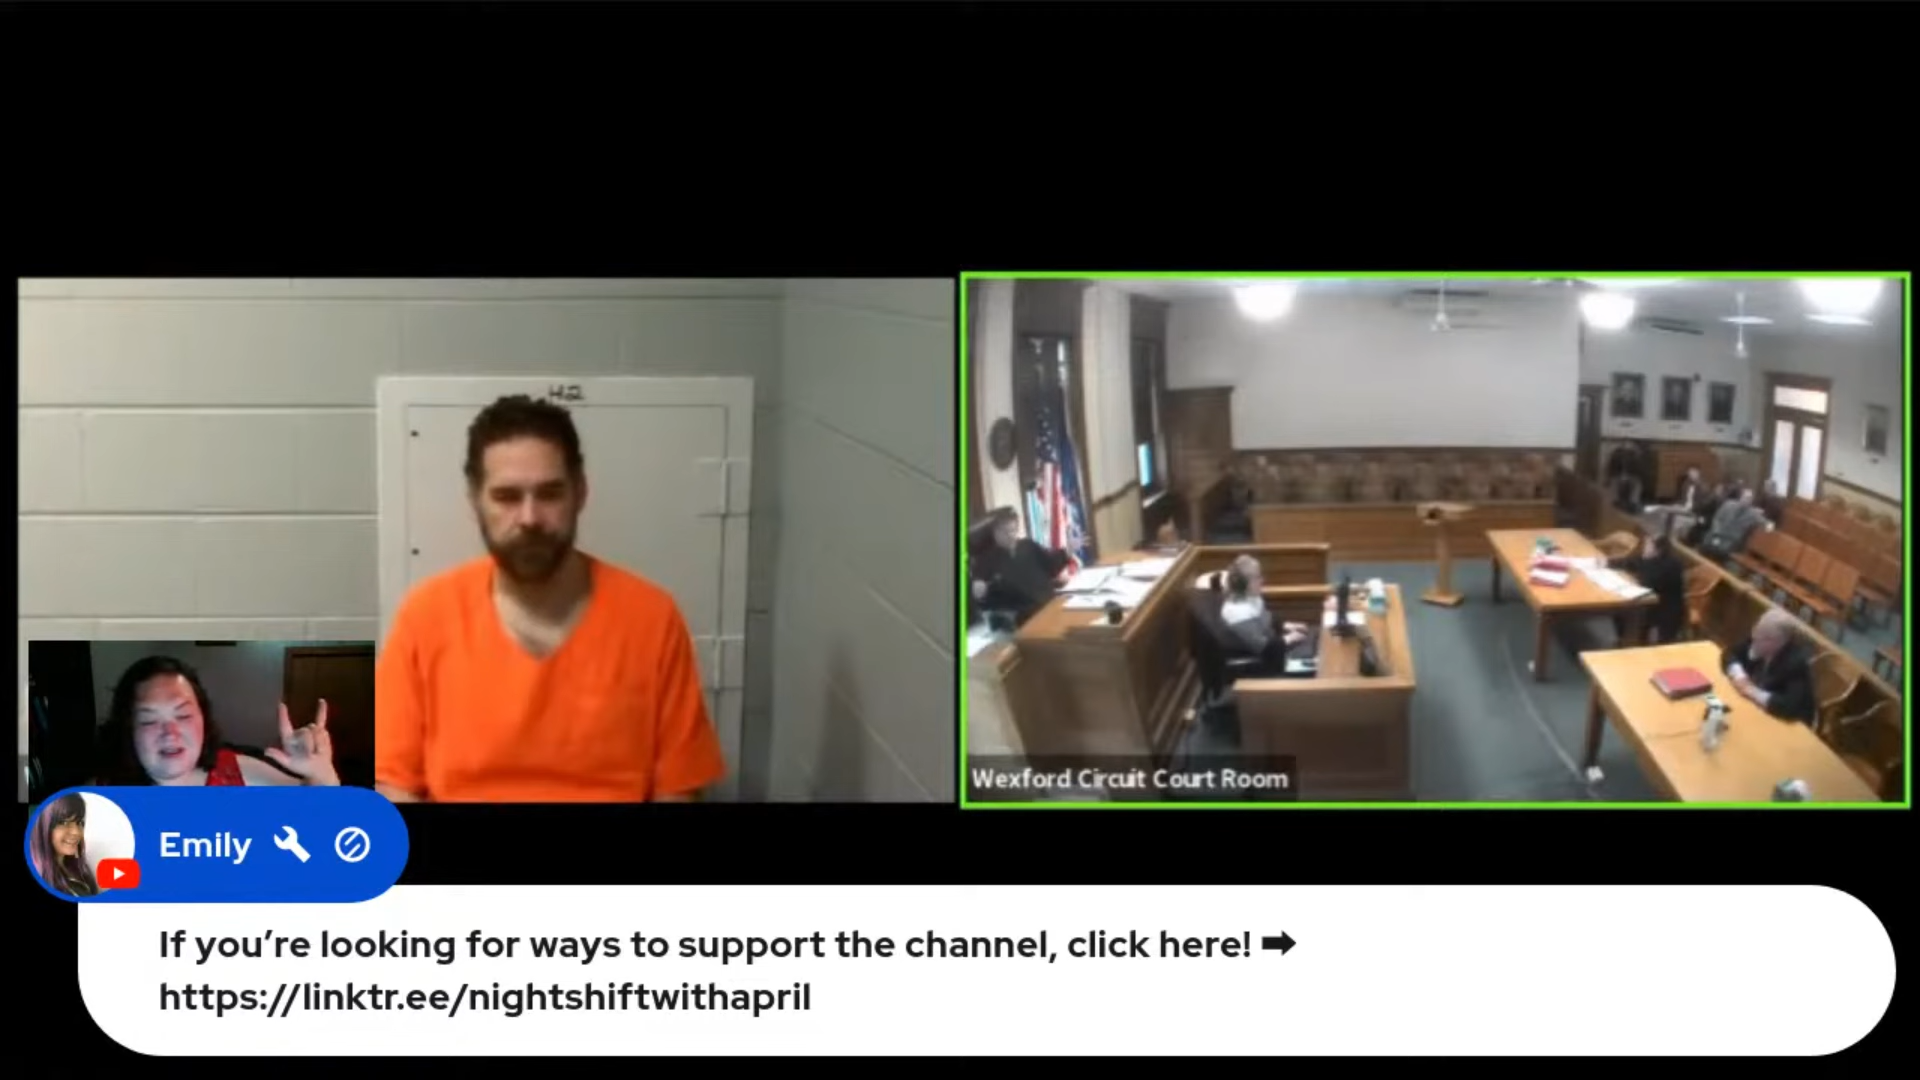 H2
Wexford Circuit Court Room
Emily
If you’re looking for ways to support the channel, click here! ➡
https://linktr.ee/nightshiftwithapril